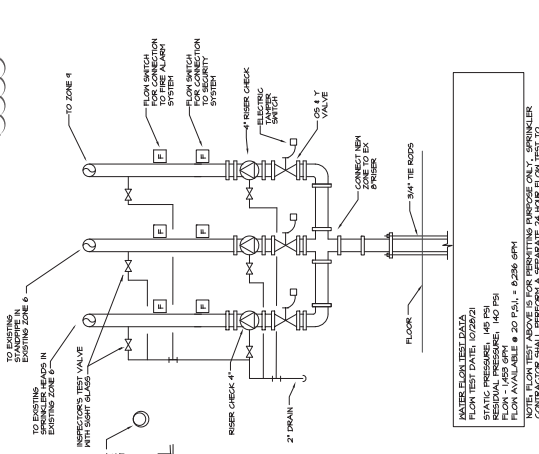 TO ZONE 9
FLOW SWITCH
FOR CONNECTION
TO FIRE ALARM
SYSTEM
FLOW SWITCH
FOR CONNECTION
TO SECURITY
SYSTEM
4" RISER CHECK
ELECTRIC
TAMPER
SWITCH
OS & Y
VALVE
TO EXISTING
STANDPIPE IN
EXISTING ZONE 6
TO EXISTING
SPRINKLER HEADS IN
EXISTING ZONE 6
INSPECTOR'S TEST VALVE
WITH SIGHT GLASS
F
F
F
F
F
F
RISER CHECK 4"
2" DRAIN
CONNECT NEW
ZONE TO EX
8"RISER
3/4" TIE RODS
FLOOR
WATER FLOW TEST DATA
FLOW TEST DATE: 10/28/21
STATIC PRESSURE: 145 PSI
RESIDUAL PRESSURE: 140 PSI
FLOW - 1,453 GPM
FLOW AVAILABLE @ 20 P.S.I. = 8,236 GPM
NOTE: FLOW TEST ABOVE IS FOR PERMITTING PURPOSE ONLY. SPRINKLER
CONTRACTOR SHALL PERFORM A SEPARATE 24 HOUR FLOW TEST TO